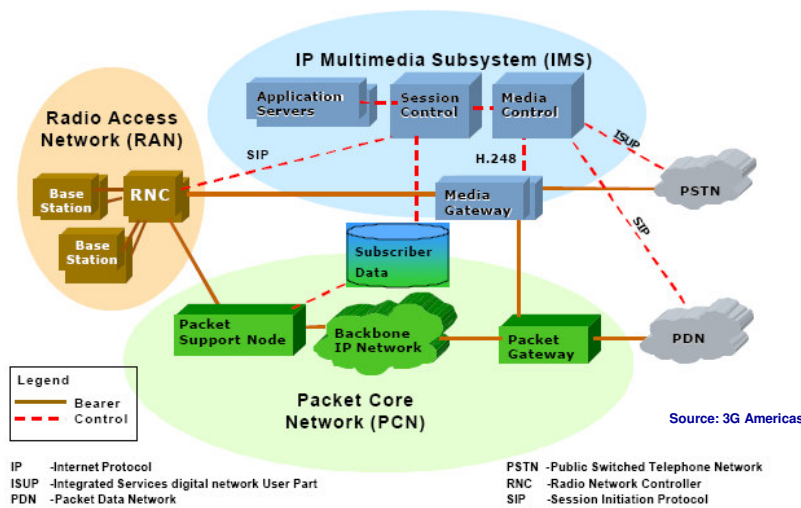 IP Multimedia Subsystem (IMS)
Radio Access
Network (RAN)
Application
Servers
Session
Control
Media
Control
SIP
H.248
ISUP
SIP
Base
Station
RNC
Base
Station
Media
Gateway
PSTN
Subscriber
Data
Packet
Support Node
Backbone
IP Network
Packet
Gateway
PDN
Legend
Bearer
Control
Packet Core
Network (PCN)
Source: 3G Americas
IP -Internet Protocol
ISUP -Integrated Services digital network User Part
PDN -Packet Data Network
PSTN -Public Switched Telephone Network
RNC -Radio Network Controller
SIP -Session Initiation Protocol